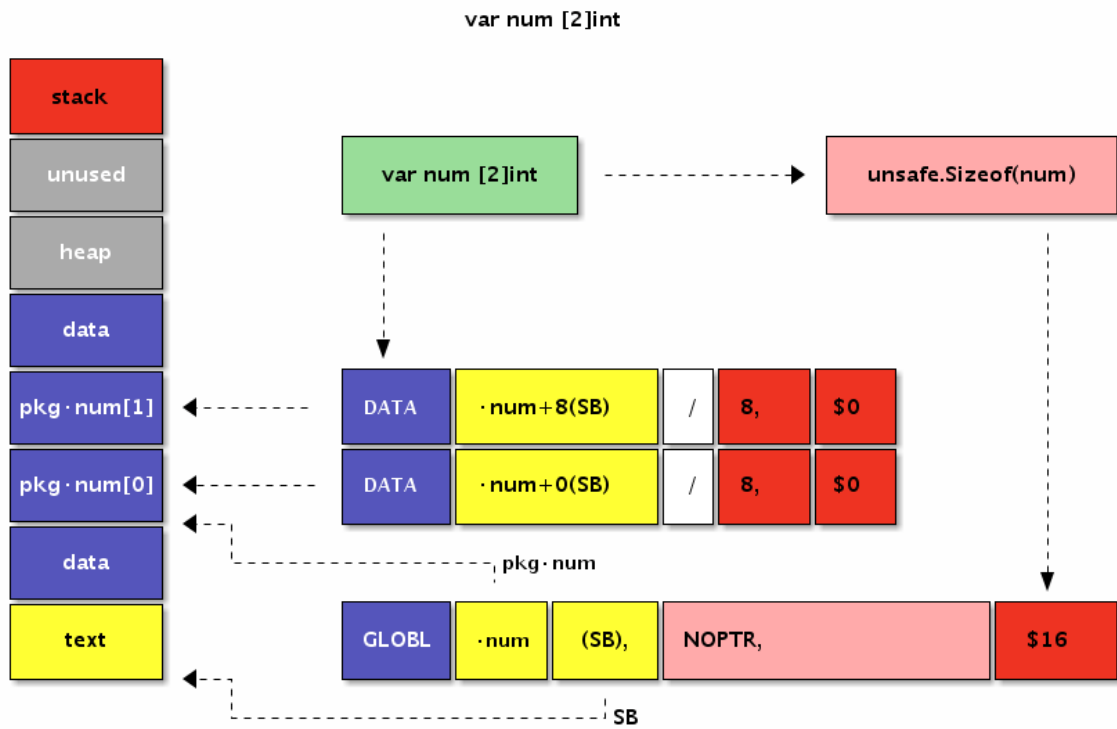 var num [2]int
stack
unused
heap
data
pkg·num[1]
pkg·num[0]
data
text
var num [2]int
unsafe.Sizeof(num)
DATA ·num+8(SB) / 8, $0
DATA ·num+0(SB) / 8, $0
pkg·num
GLOBL ·num (SB), NOPTR, $16
SB